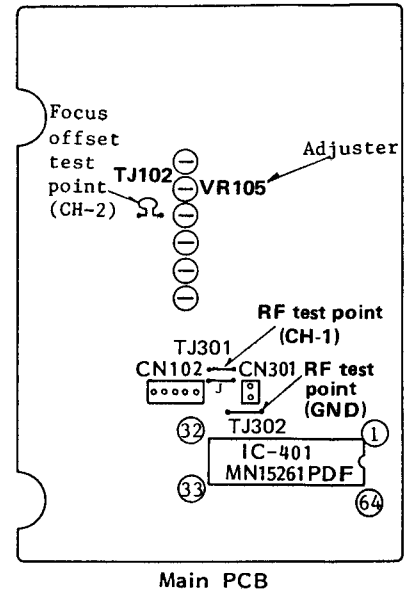 Focus
offset
test
point
(CH-2)
TJ102
VR105
Adjuster
RF test point
(CH-1)
TJ301
CN102
CN301
J
RF test
point
(GND)
TJ302
32
1
IC-401
MN15261PDF
33
64
Main PCB